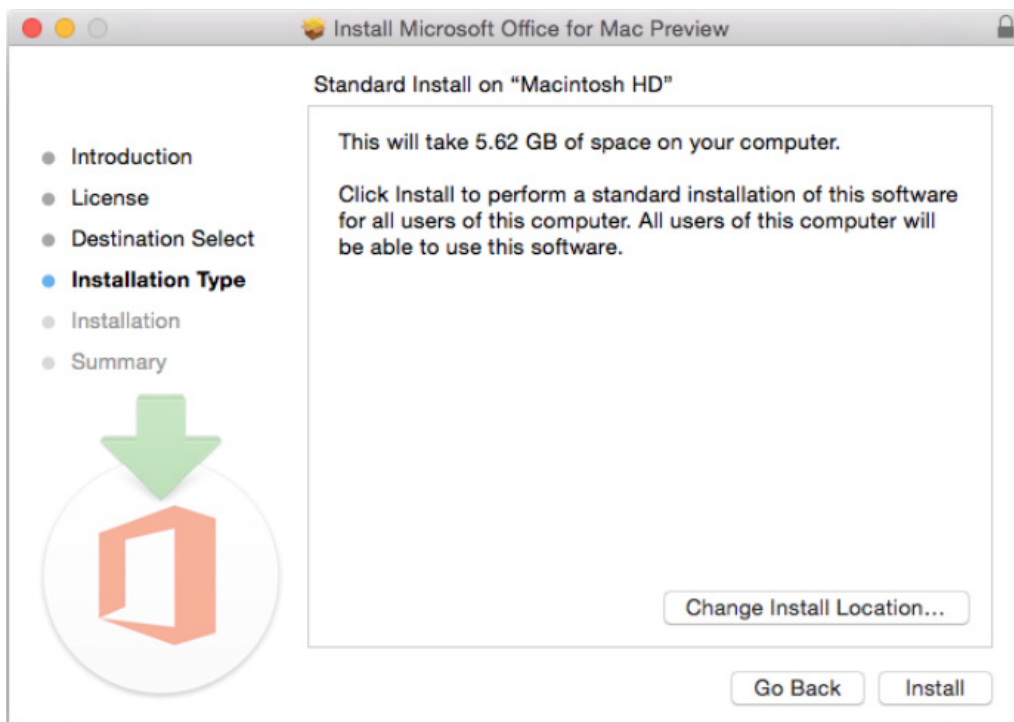 Install Microsoft Office for Mac Preview
Standard Install on “Macintosh HD”
Introduction
License
Destination Select
Installation Type
Installation
Summary
This will take 5.62 GB of space on your computer.
Click Install to perform a standard installation of this software
for all users of this computer. All users of this computer will
be able to use this software.
Change Install Location...
Go Back
Install